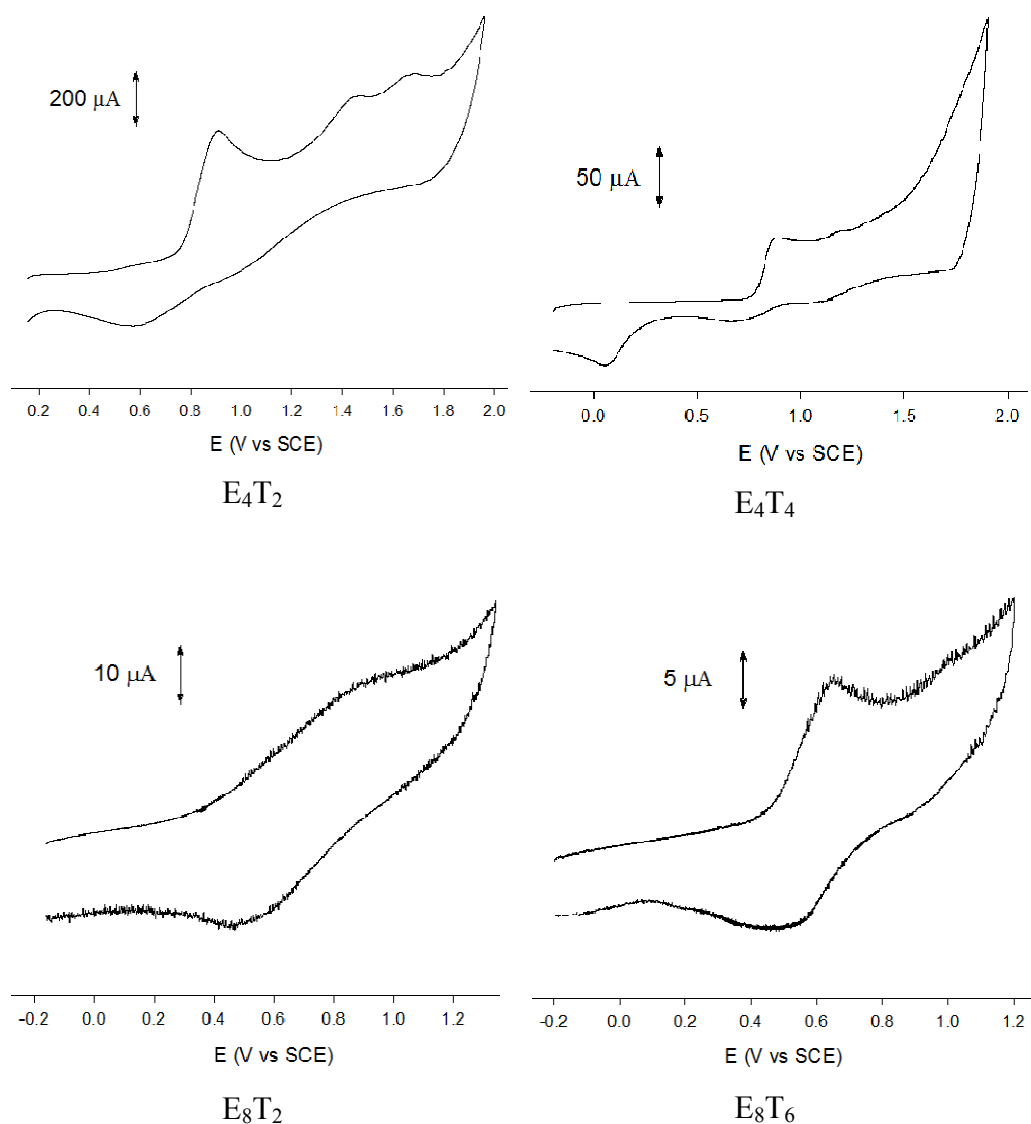 200 μA
0.2 0.4 0.6 0.8 1.0 1.2 1.4 1.6 1.8 2.0
E (V vs SCE)
E₄T₂
50 μA
0.0 0.5 1.0 1.5 2.0
E (V vs SCE)
E₄T₄
10 μA
-0.2 0.0 0.2 0.4 0.6 0.8 1.0 1.2
E (V vs SCE)
E₈T₂
5 μA
-0.2 0.0 0.2 0.4 0.6 0.8 1.0 1.2
E (V vs SCE)
E₈T₆